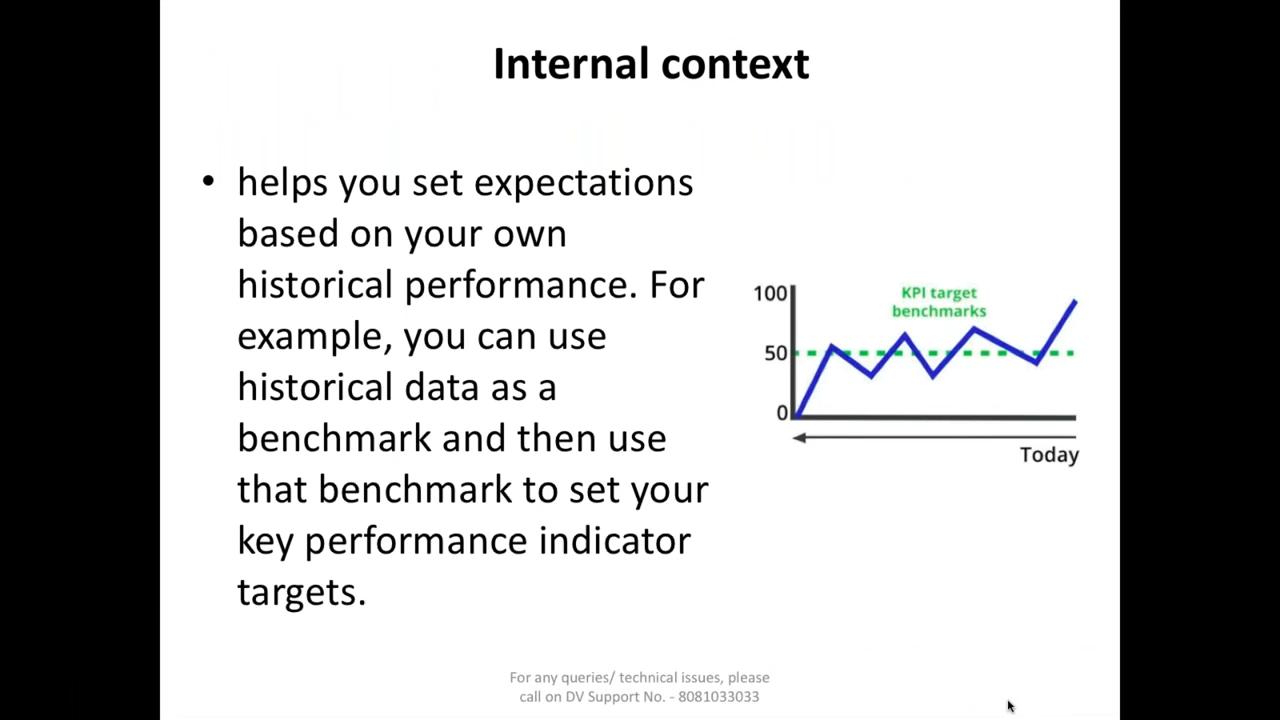 Internal context
• helps you set expectations
based on your own
historical performance. For
example, you can use
historical data as a
benchmark and then use
that benchmark to set your
key performance indicator
targets.
100
KPI target
benchmarks
50
0
Today
For any queries/ technical issues, please
call on DV Support No. - 8081033033